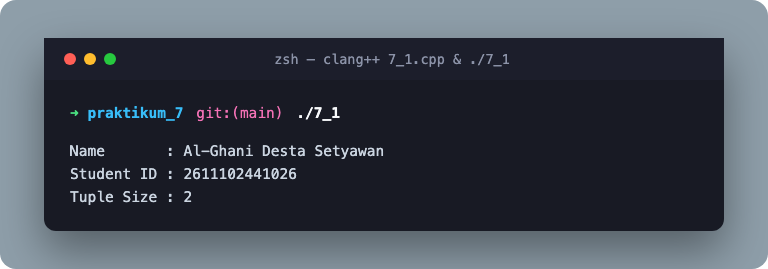 zsh — clang++ 7_1.cpp & ./7_1
➜ praktikum_7 git:(main) ./7_1
Name       : Al-Ghani Desta Setyawan
Student ID : 2611102441026
Tuple Size : 2